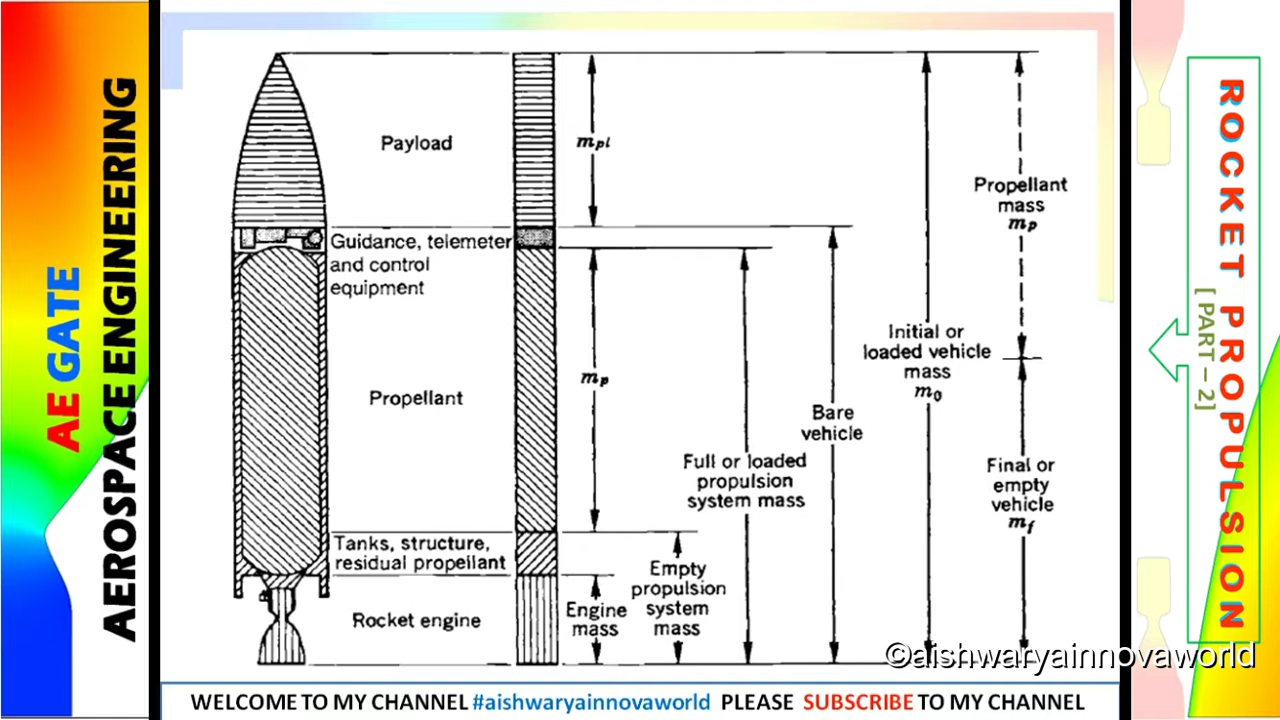 AE GATE
AEROSPACE ENGINEERING
Payload
m_pl
Guidance, telemeter
and control
equipment
Propellant
m_p
Tanks, structure,
residual propellant
Rocket engine
Engine
mass
Empty
propulsion
system
mass
Full or loaded
propulsion
system mass
Bare
vehicle
Initial or
loaded vehicle
mass
m_0
Propellant
mass
m_p
Final or
empty
vehicle
m_f
ROCKET PROPULSION
[ PART – 2]
©aishwaryainnovaworld
WELCOME TO MY CHANNEL #aishwaryainnovaworld PLEASE SUBSCRIBE TO MY CHANNEL